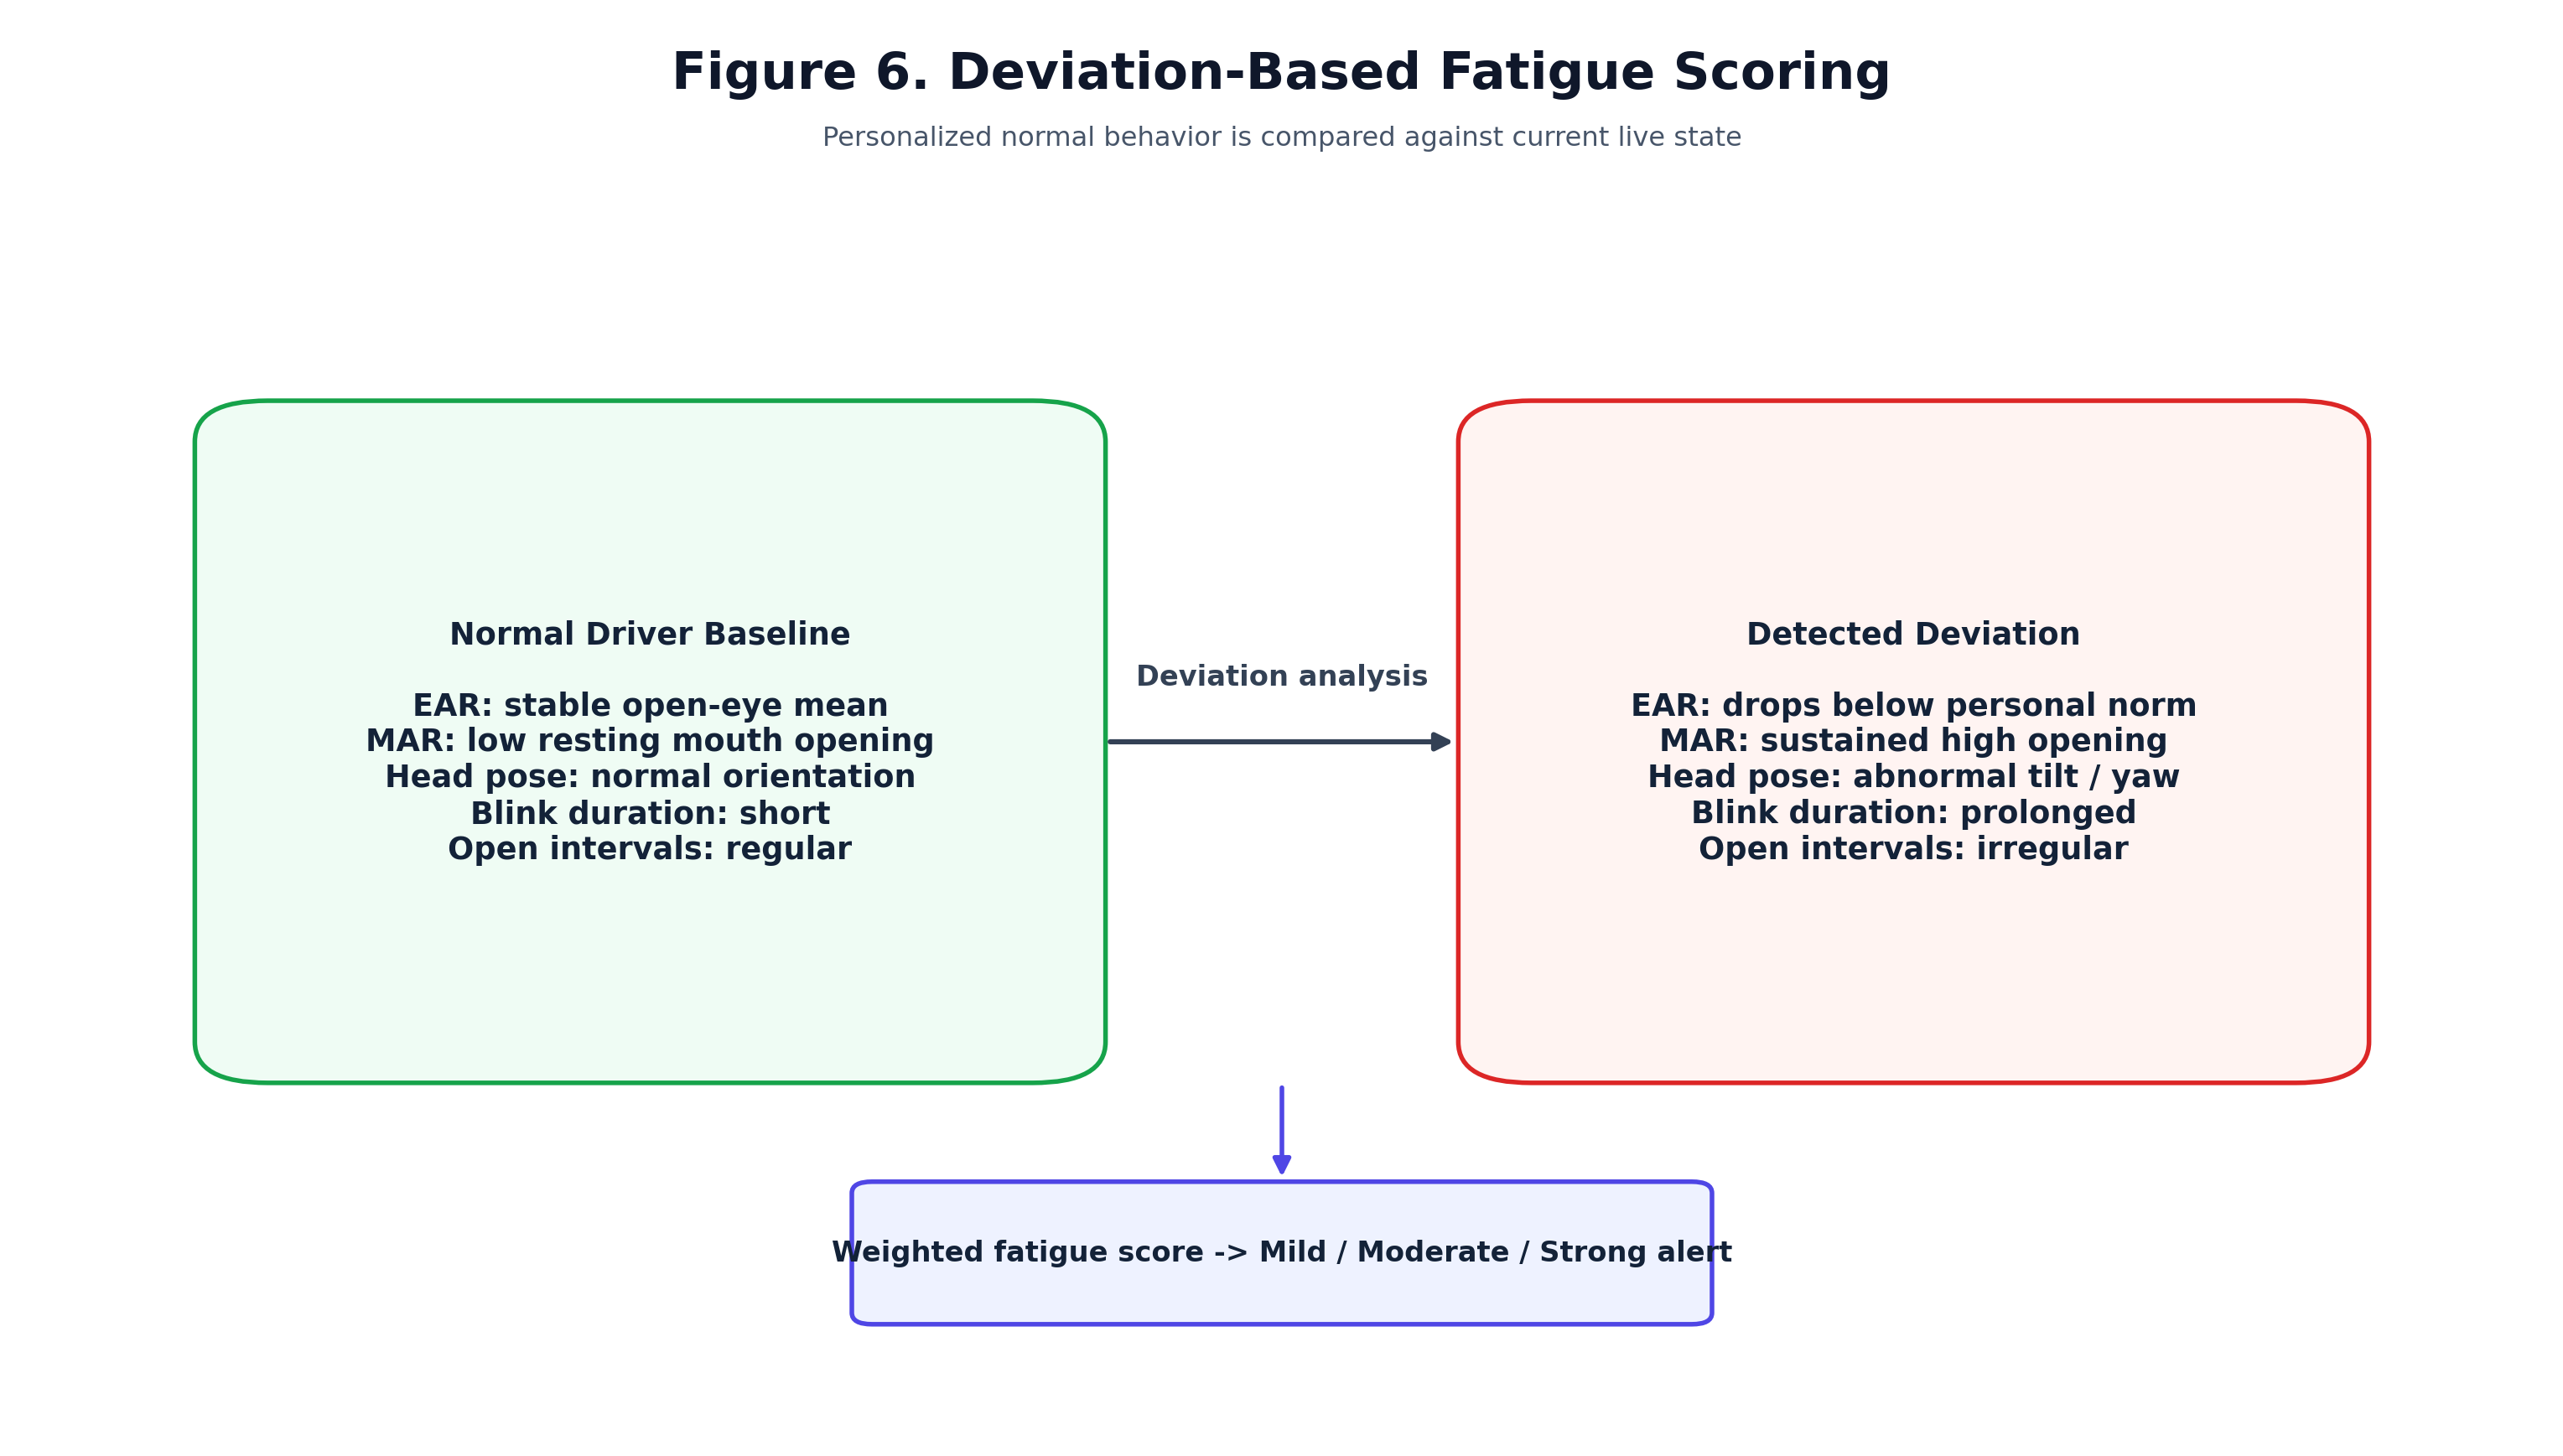 Figure 6. Deviation-Based Fatigue Scoring
Personalized normal behavior is compared against current live state
Normal Driver Baseline
EAR: stable open-eye mean
MAR: low resting mouth opening
Head pose: normal orientation
Blink duration: short
Open intervals: regular
Deviation analysis
Detected Deviation
EAR: drops below personal norm
MAR: sustained high opening
Head pose: abnormal tilt / yaw
Blink duration: prolonged
Open intervals: irregular
Weighted fatigue score -> Mild / Moderate / Strong alert